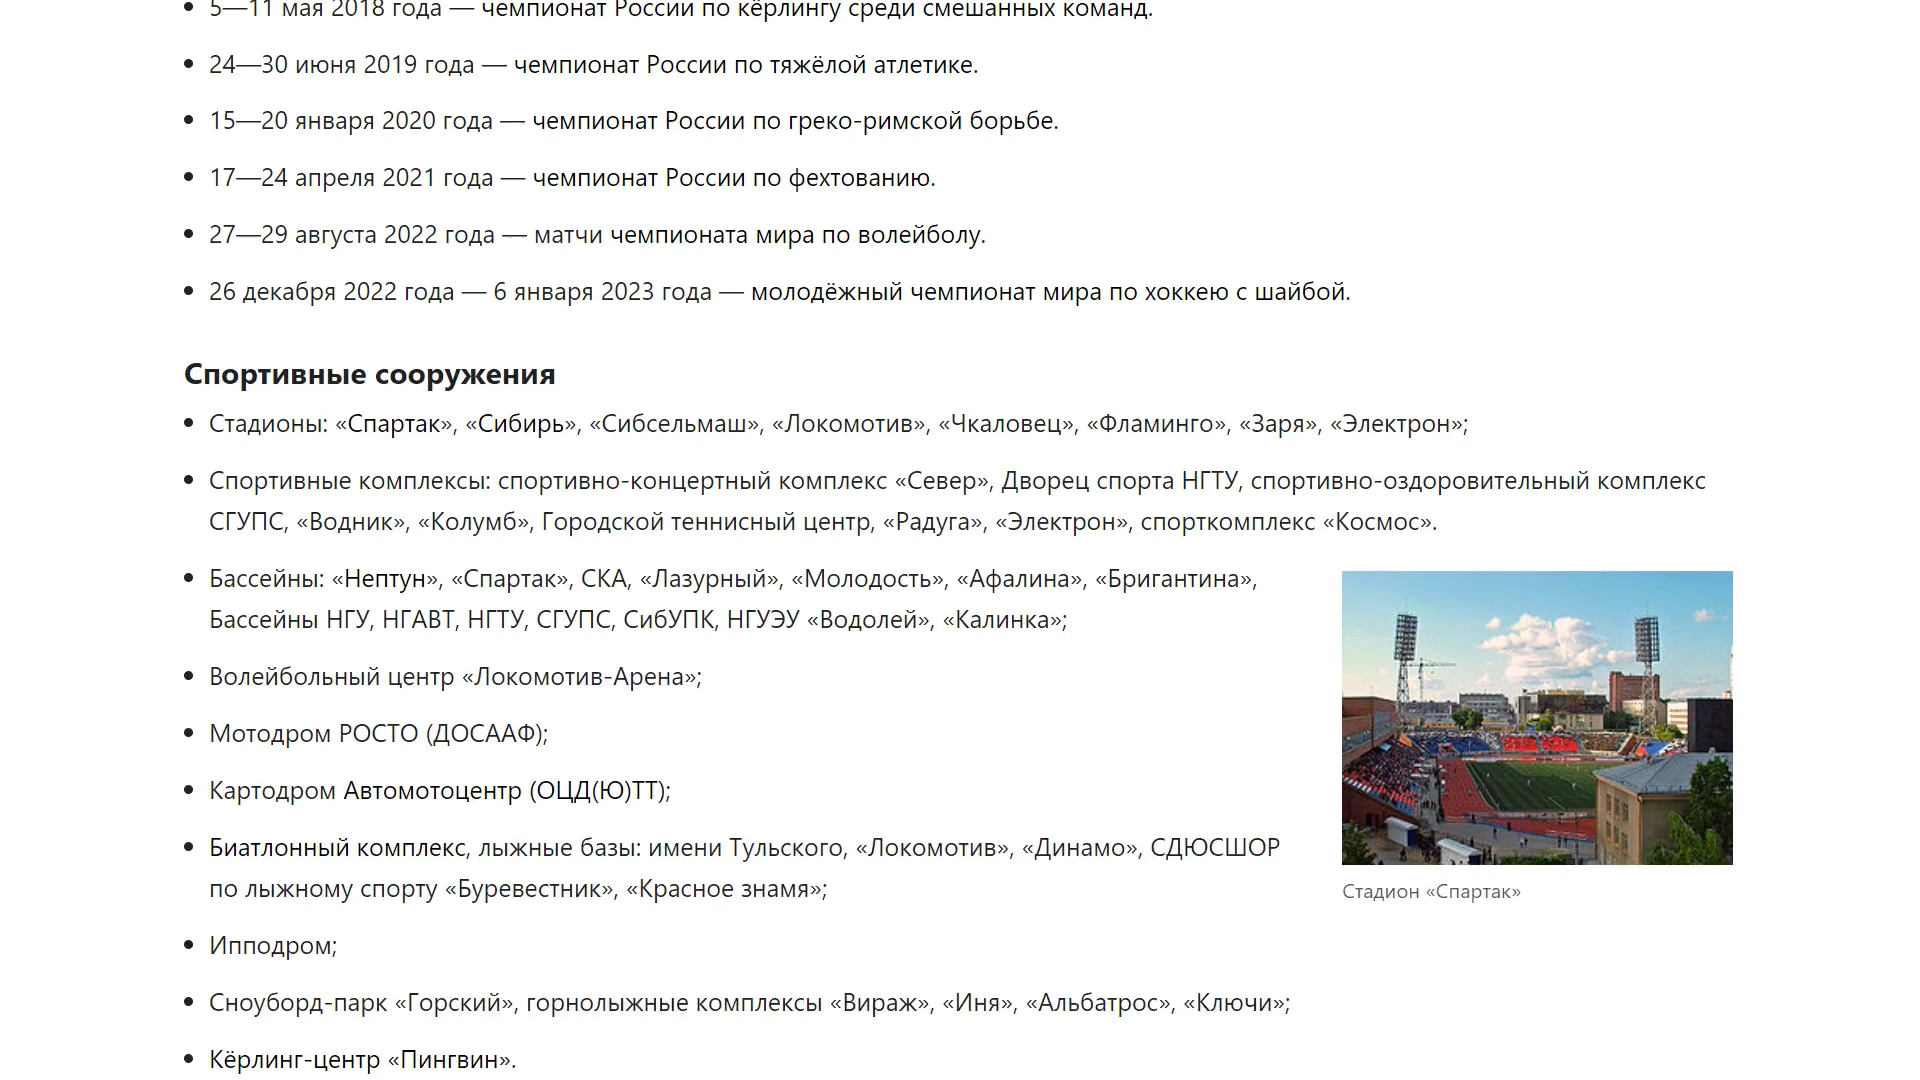 5—11 мая 2018 года — чемпионат России по кёрлингу среди смешанных команд.
24—30 июня 2019 года — чемпионат России по тяжёлой атлетике.
15—20 января 2020 года — чемпионат России по греко-римской борьбе.
17—24 апреля 2021 года — чемпионат России по фехтованию.
27—29 августа 2022 года — матчи чемпионата мира по волейболу.
26 декабря 2022 года — 6 января 2023 года — молодёжный чемпионат мира по хоккею с шайбой.
Спортивные сооружения
Стадионы: «Спартак», «Сибирь», «Сибсельмаш», «Локомотив», «Чкаловец», «Фламинго», «Заря», «Электрон»;
Спортивные комплексы: спортивно-концертный комплекс «Север», Дворец спорта НГТУ, спортивно-оздоровительный комплекс
СГУПС, «Водник», «Колумб», Городской теннисный центр, «Радуга», «Электрон», спорткомплекс «Космос».
Бассейны: «Нептун», «Спартак», СКА, «Лазурный», «Молодость», «Афалина», «Бригантина»,
Бассейны НГУ, НГАВТ, НГТУ, СГУПС, СибУПК, НГУЭУ «Водолей», «Калинка»;
Волейбольный центр «Локомотив-Арена»;
Мотодром РОСТО (ДОСААФ);
Картодром Автомотоцентр (ОЦД(Ю)ТТ);
Биатлонный комплекс, лыжные базы: имени Тульского, «Локомотив», «Динамо», СДЮСШОР
по лыжному спорту «Буревестник», «Красное знамя»;
Стадион «Спартак»
Ипподром;
Сноуборд-парк «Горский», горнолыжные комплексы «Вираж», «Иня», «Альбатрос», «Ключи»;
Кёрлинг-центр «Пингвин».